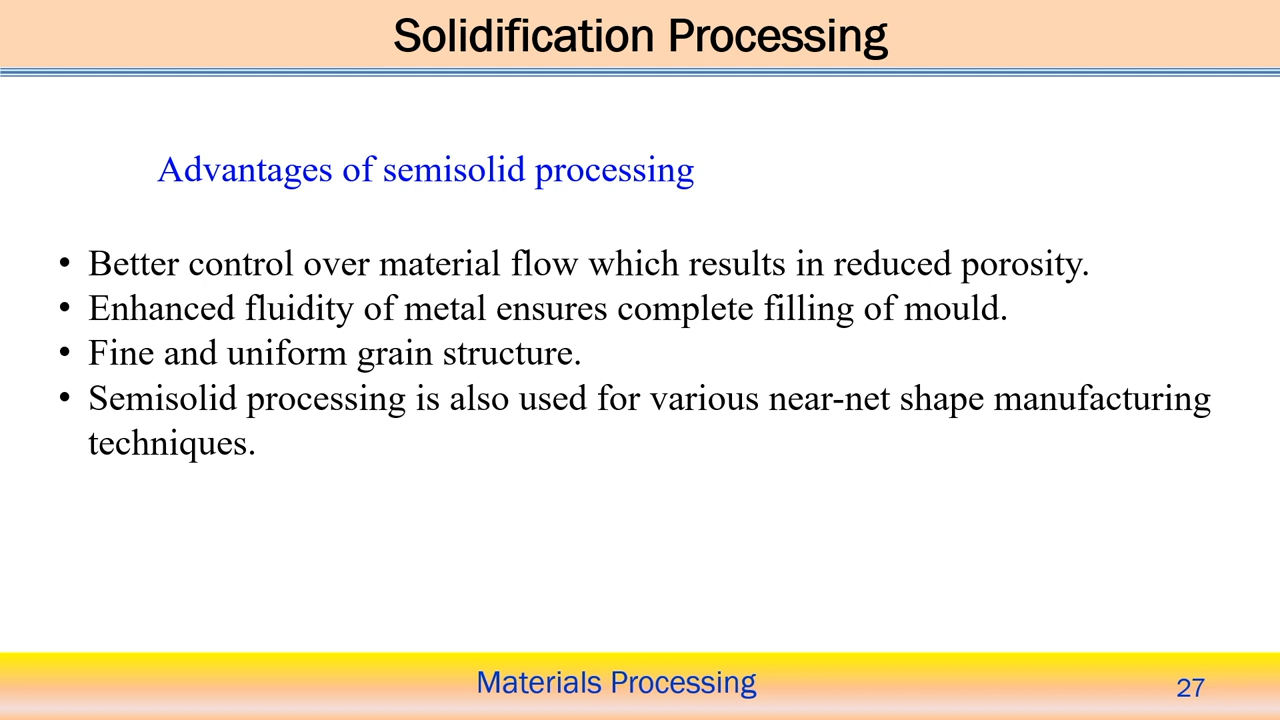 Solidification Processing
Advantages of semisolid processing
• Better control over material flow which results in reduced porosity.
• Enhanced fluidity of metal ensures complete filling of mould.
• Fine and uniform grain structure.
• Semisolid processing is also used for various near-net shape manufacturing
techniques.
Materials Processing
27